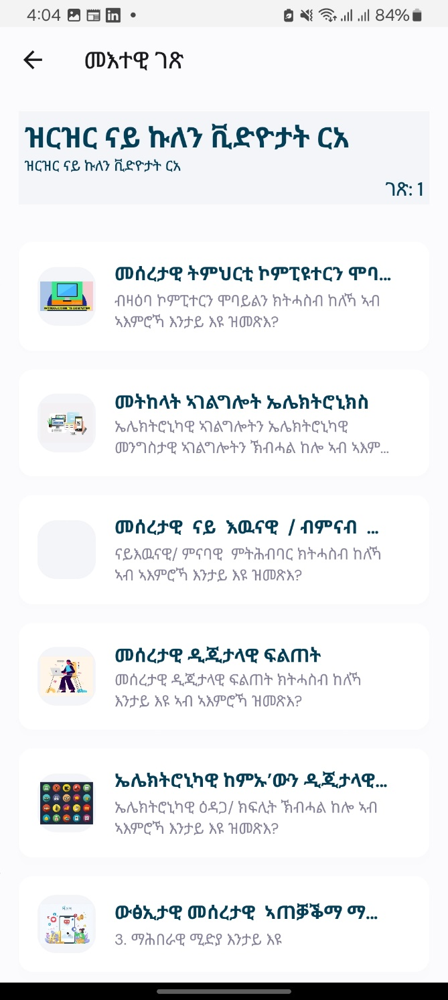 4:04
84%
መእተዊ ገጽ
ዝርዝር ናይ ኩለን ቪድዮታት ርአ
ዝርዝር ናይ ኩለን ቪድዮታት ርአ
ገጽ: 1
መሰረታዊ ትምህርቲ ኮምፒዩተርን ሞባ...
ብዛዕባ ኮምፒተርን ሞባይልን ክትሓስብ ከለኻ ኣብ
ኣእምሮኻ እንታይ እዩ ዝመጽእ?
INTRODUCTION TO COMPUTER
መትከላት ኣገልግሎት ኤሌክትሮኒክስ
ኤሌክትሮኒካዊ ኣገልግሎትን ኤሌክትሮኒካዊ
መንግስታዊ ኣገልግሎትን ኽብሓል ከሎ ኣብ ኣእም...
መሰረታዊ ናይ እዉናዊ / ብምናብ ...
ናይእዉናዊ/ ምናባዊ ምትሕብባር ክትሓስብ ከለኻ
ኣብ ኣእምሮኻ እንታይ እዩ ዝመጽእ?
መሰረታዊ ዲጂታላዊ ፍልጠት
መሰረታዊ ዲጂታላዊ ፍልጠት ክትሓስብ ከለኻ
እንታይ እዩ ኣብ ኣእምሮኻ ዝመጽእ?
ኤሌክትሮኒካዊ ከምኡ’ውን ዲጂታላዊ...
ኤሌክትሮኒካዊ ዕዳጋ/ ክፍሊት ኽብሓል ከሎ ኣብ
ኣእምሮኻ እንታይ እዩ ዝመጽእ?
ውፅኢታዊ መሰረታዊ ኣጠቓቕማ ማ...
3. ማሕበራዊ ሚድያ እንታይ እዩ